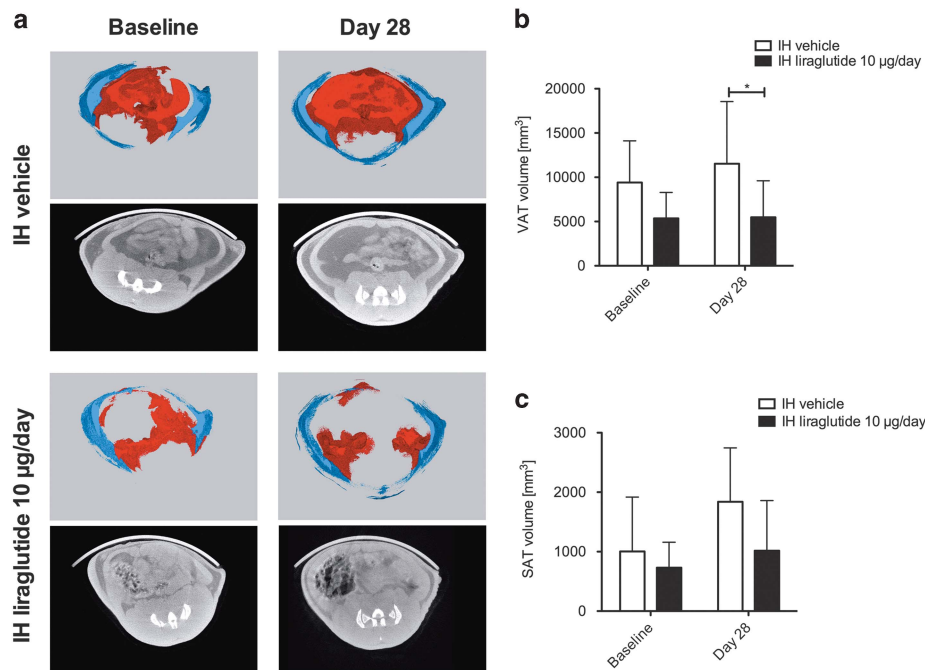 a
Baseline
Day 28
IH vehicle
IH liraglutide 10 µg/day
b
IH vehicle
IH liraglutide 10 µg/day
*
VAT volume [mm³]
20000
15000
10000
5000
0
Baseline
Day 28
c
IH vehicle
IH liraglutide 10 µg/day
SAT volume [mm³]
3000
2000
1000
0
Baseline
Day 28